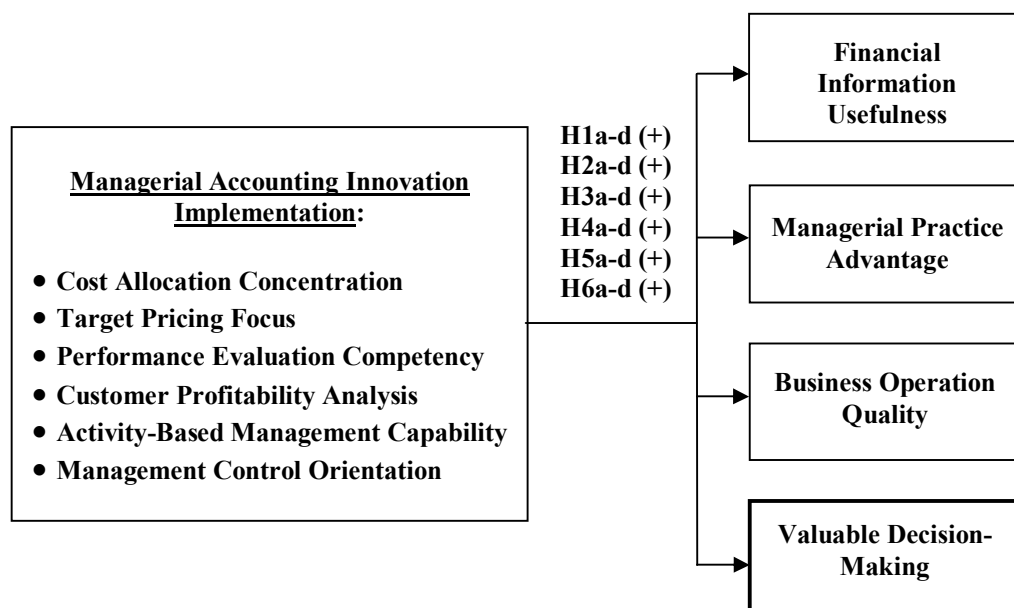 Managerial Accounting Innovation
Implementation:
• Cost Allocation Concentration
• Target Pricing Focus
• Performance Evaluation Competency
• Customer Profitability Analysis
• Activity-Based Management Capability
• Management Control Orientation
H1a-d (+)
H2a-d (+)
H3a-d (+)
H4a-d (+)
H5a-d (+)
H6a-d (+)
Financial
Information
Usefulness
Managerial Practice
Advantage
Business Operation
Quality
Valuable Decision-
Making